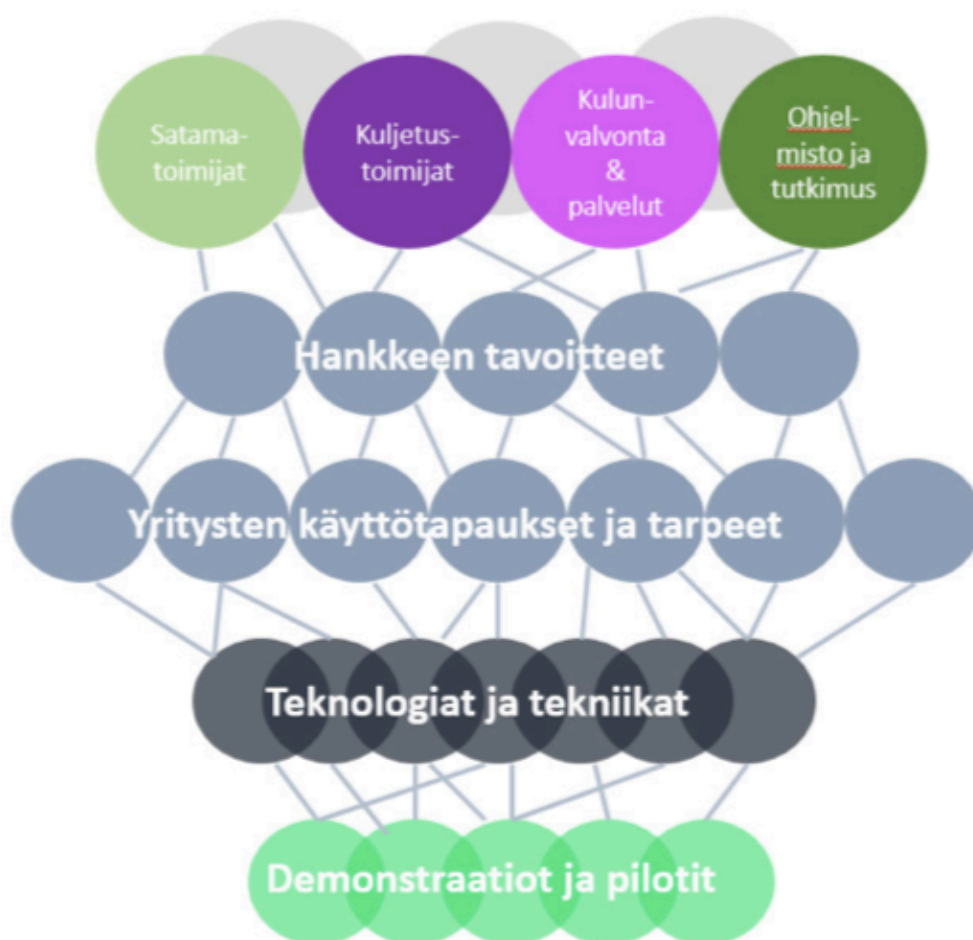 Satama-
toimijat
Kuljetus-
toimijat
Kulun-
valvonta
&
palvelut
Ohjel-
misto ja
tutkimus
Hankkeen tavoitteet
Yritysten käyttötapaukset ja tarpeet
Teknologiat ja tekniikat
Demonstraatiot ja pilotit